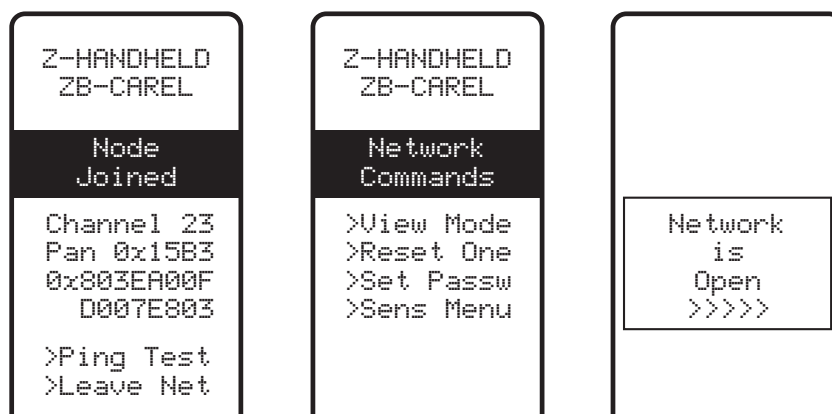 Z-HANDHELD
ZB-CAREL
Node
Joined
Channel 23
Pan 0x15B3
0x803EA00F
D007E803
>Ping Test
>Leave Net
Z-HANDHELD
ZB-CAREL
Network
Commands
>View Mode
>Reset One
>Set Passw
>Sens Menu
Network
is
Open
>>>>>